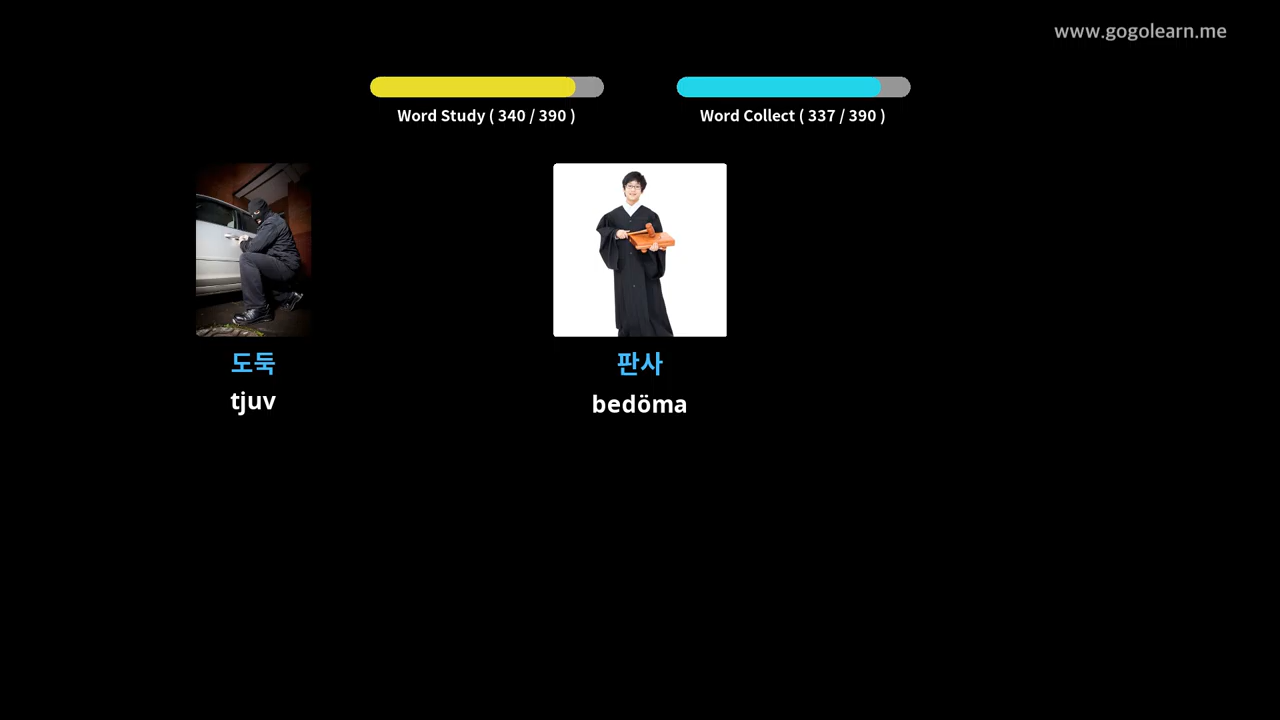 www.gogolearn.me
Word Study ( 340 / 390 )
Word Collect ( 337 / 390 )
도둑
tjuv
판사
bedöma